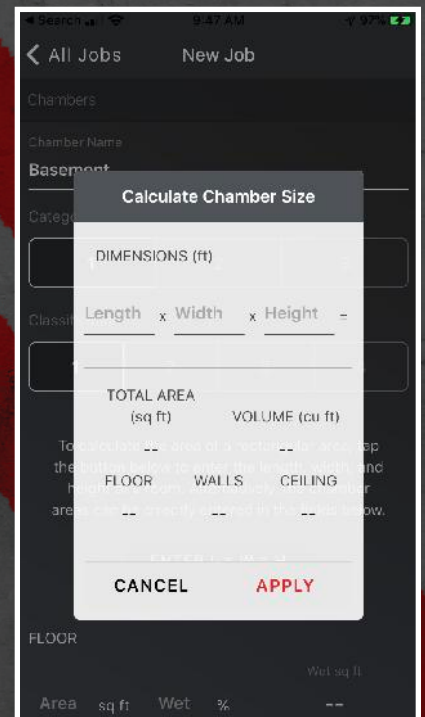 Search 9:47 AM 97%
All Jobs New Job
Chambers
Chamber Name
Basement
Calculate Chamber Size
DIMENSIONS (ft)
Length x Width x Height =
TOTAL AREA
(sq ft) VOLUME (cu ft)
-- --
FLOOR WALLS CEILING
-- -- --
CANCEL APPLY
FLOOR
Wet sq ft
Area sq ft Wet % --